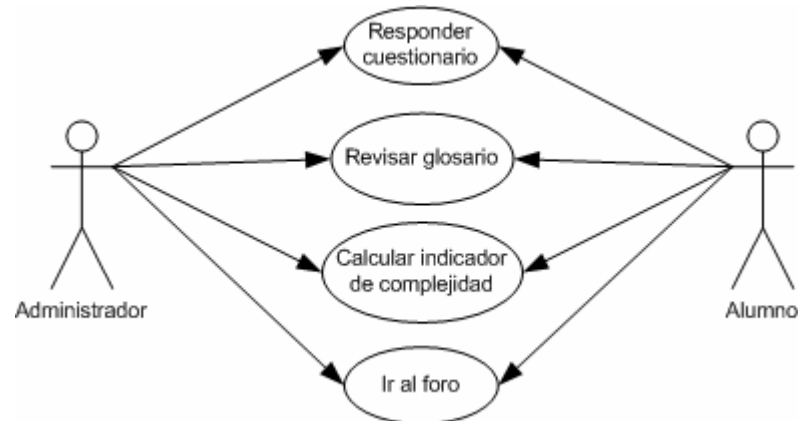 Responder
cuestionario
Revisar glosario
Calcular indicador
de complejidad
Administrador
Alumno
Ir al foro